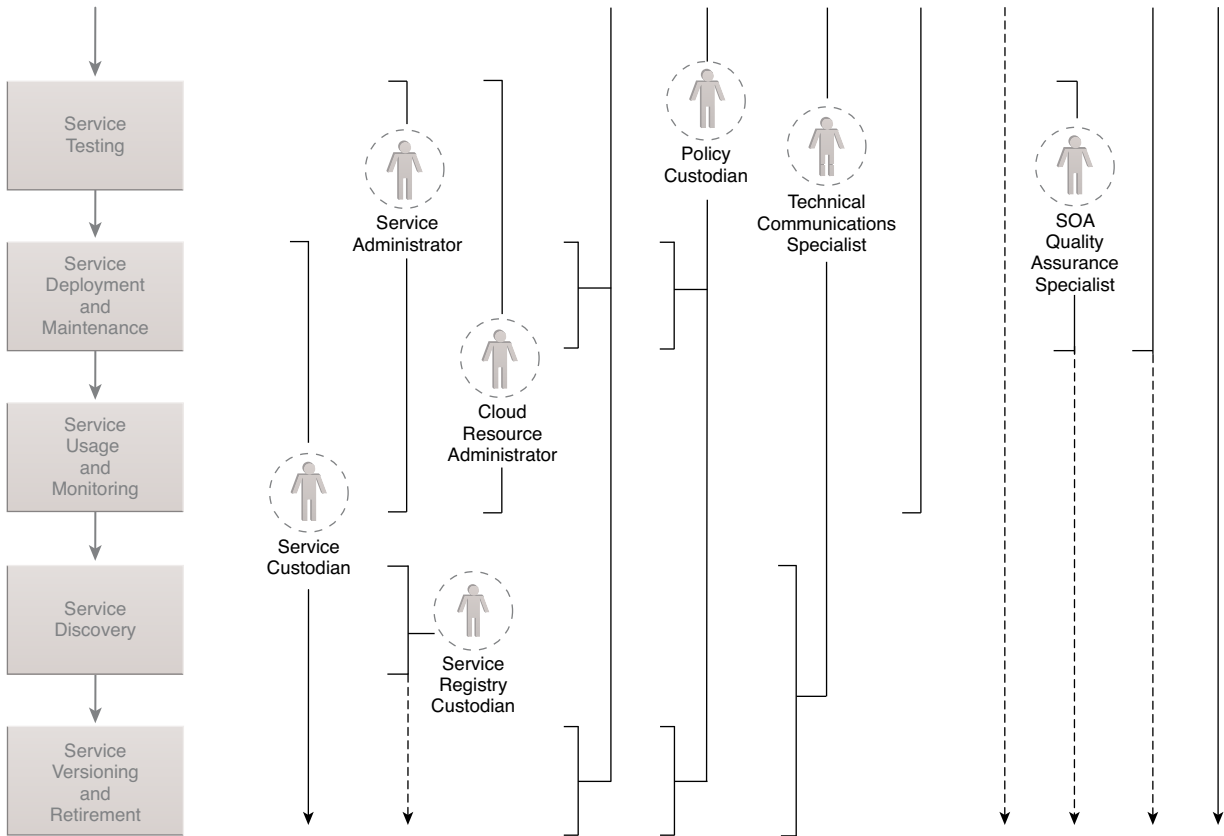 Service
Testing
Service
Deployment
and
Maintenance
Service
Usage
and
Monitoring
Service
Discovery
Service
Versioning
and
Retirement
Service
Custodian
Service
Administrator
Service
Registry
Custodian
Cloud
Resource
Administrator
Policy
Custodian
Technical
Communications
Specialist
SOA
Quality
Assurance
Specialist